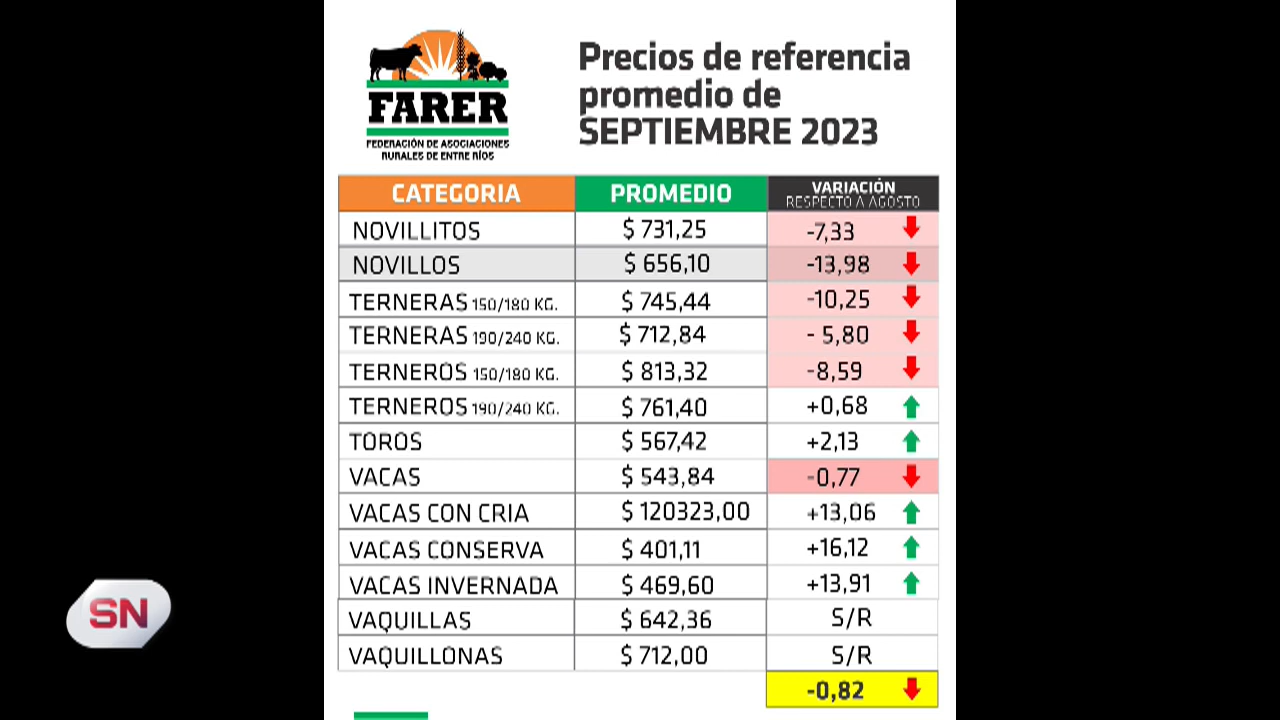 FARER
FEDERACIÓN DE ASOCIACIONES
RURALES DE ENTRE RÍOS
Precios de referencia
promedio de
SEPTIEMBRE 2023
CATEGORIA PROMEDIO VARIACIÓN RESPECTO A AGOSTO
NOVILLITOS $ 731,25 -7,33
NOVILLOS $ 656,10 -13,98
TERNERAS 150/180 KG. $ 745,44 -10,25
TERNERAS 190/240 KG. $ 712,84 - 5,80
TERNEROS 150/180 KG. $ 813,32 -8,59
TERNEROS 190/240 KG. $ 761,40 +0,68
TOROS $ 567,42 +2,13
VACAS $ 543,84 -0,77
VACAS CON CRIA $ 120323,00 +13,06
VACAS CONSERVA $ 401,11 +16,12
VACAS INVERNADA $ 469,60 +13,91
VAQUILLAS $ 642,36 S/R
VAQUILLONAS $ 712,00 S/R
-0,82
SN